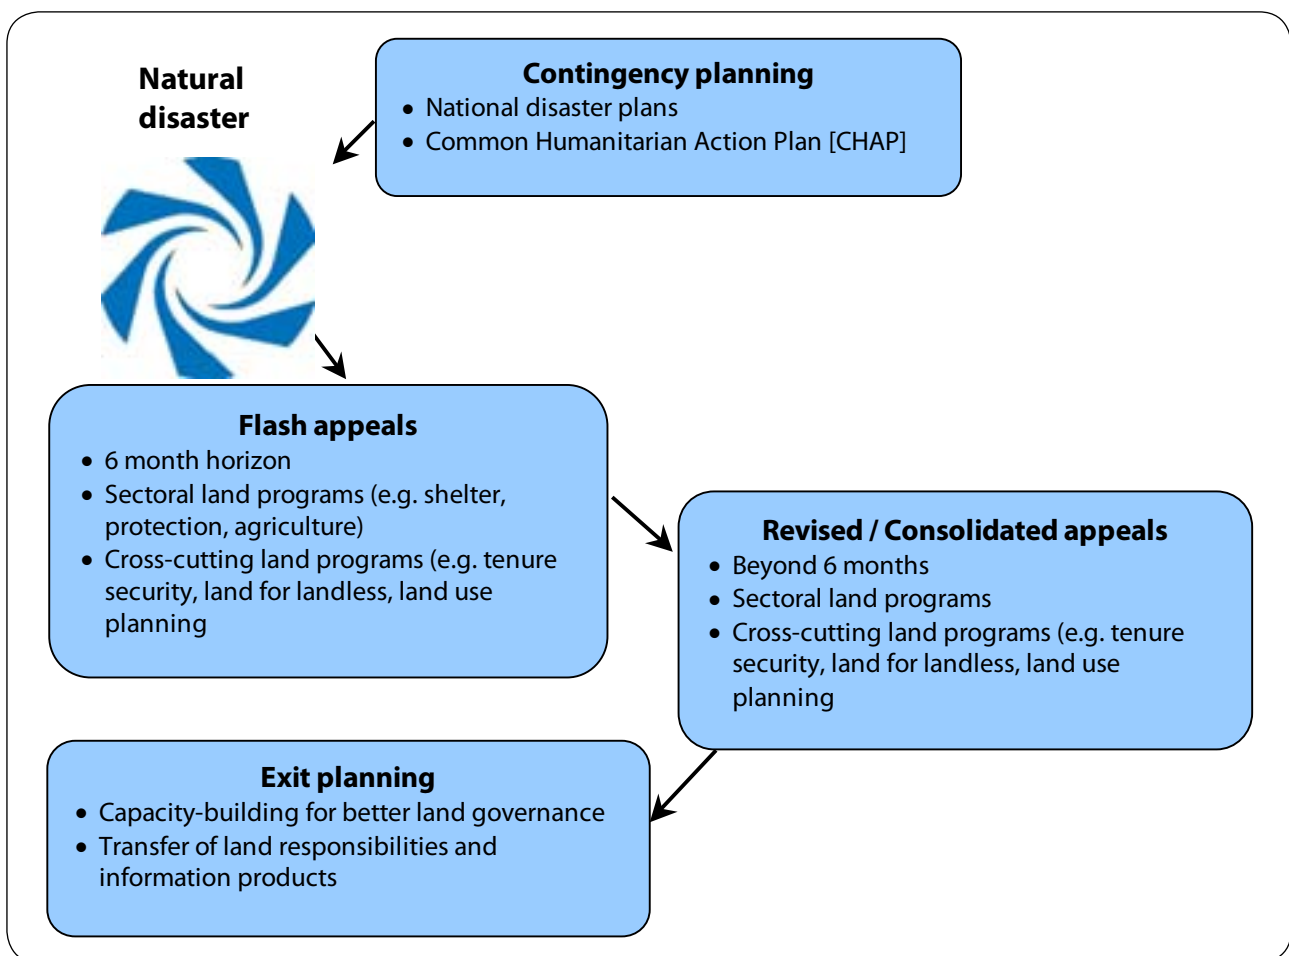 Natural
disaster
Contingency planning
• National disaster plans
• Common Humanitarian Action Plan [CHAP]
Flash appeals
• 6 month horizon
• Sectoral land programs (e.g. shelter,
protection, agriculture)
• Cross-cutting land programs (e.g. tenure
security, land for landless, land use
planning
Revised / Consolidated appeals
• Beyond 6 months
• Sectoral land programs
• Cross-cutting land programs (e.g. tenure
security, land for landless, land use
planning
Exit planning
• Capacity-building for better land governance
• Transfer of land responsibilities and
information products